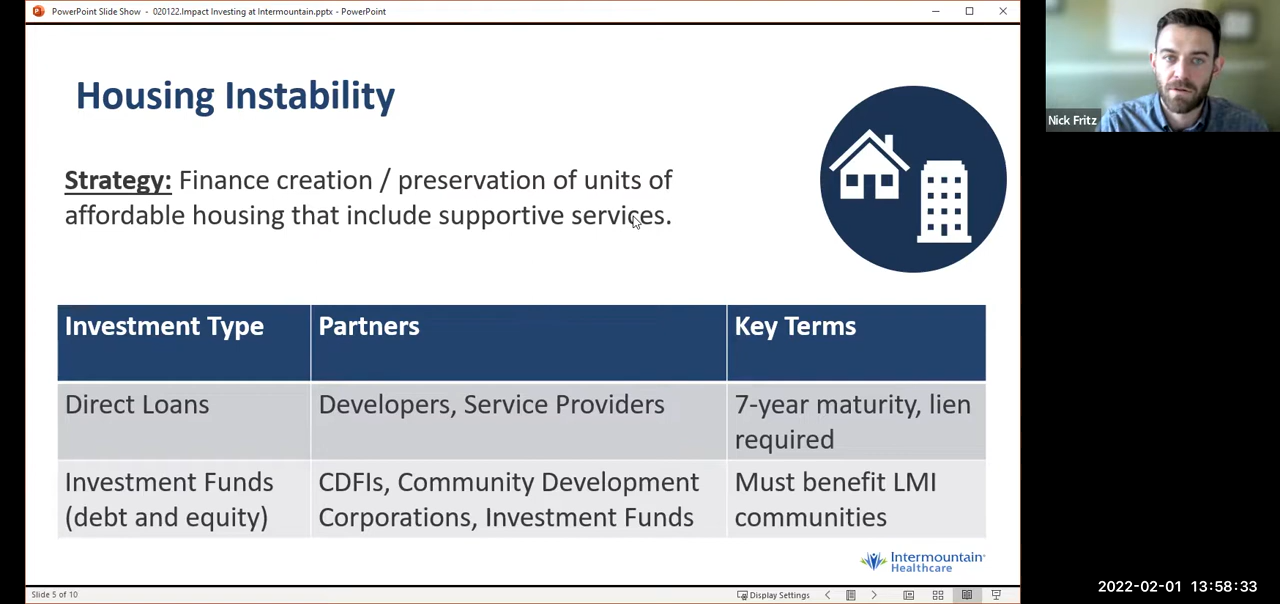 PowerPoint Slide Show - 020122.Impact Investing at Intermountain.pptx - PowerPoint
Housing Instability
Strategy: Finance creation / preservation of units of
affordable housing that include supportive services.
Investment Type Partners Key Terms
Direct Loans Developers, Service Providers 7-year maturity, lien
required
Investment Funds CDFIs, Community Development Must benefit LMI
(debt and equity) Corporations, Investment Funds communities
Intermountain
Healthcare
Slide 5 of 10
Display Settings
Nick Fritz
2022-02-01 13:58:33